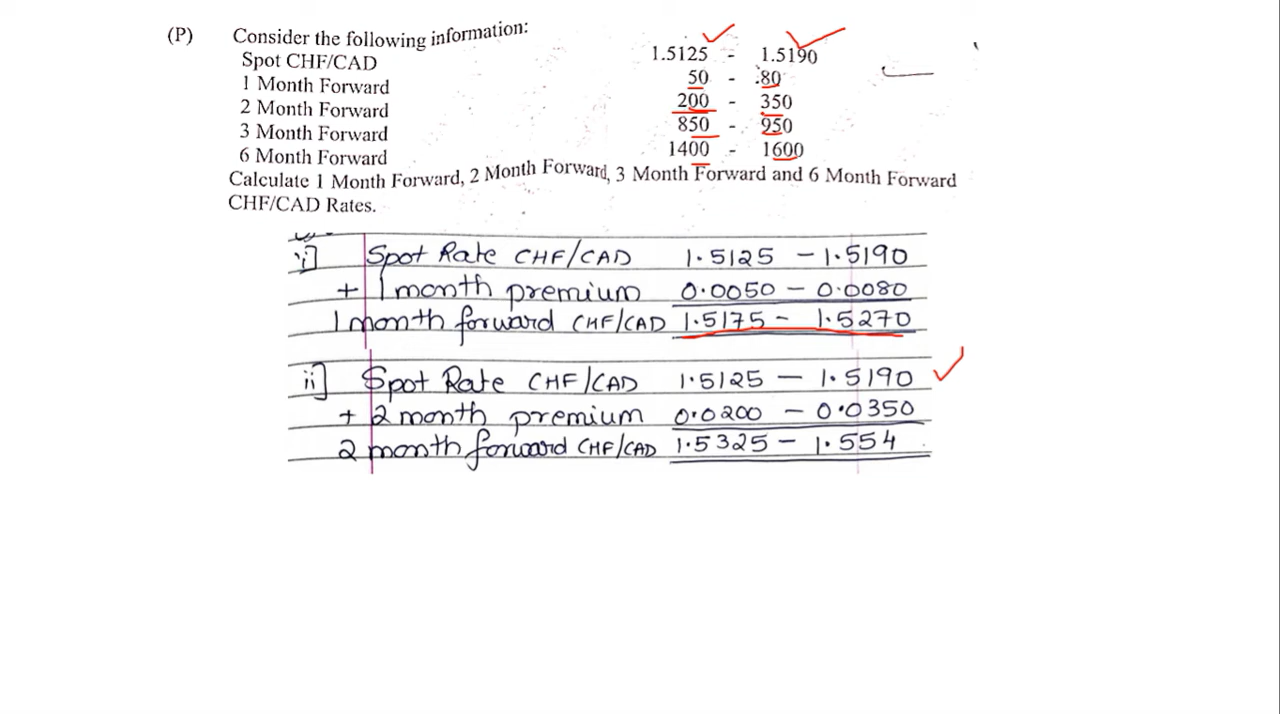 (P) Consider the following information:
Spot CHF/CAD 1.5125 - 1.5190
1 Month Forward 50 - 80
2 Month Forward 200 - 350
3 Month Forward 850 - 950
6 Month Forward 1400 - 1600
Calculate 1 Month Forward, 2 Month Forward, 3 Month Forward and 6 Month Forward
CHF/CAD Rates.
i] Spot Rate CHF/CAD 1.5125 - 1.5190
+ 1 month premium 0.0050 - 0.0080
1 month forward CHF/CAD 1.5175 - 1.5270
ii] Spot Rate CHF/CAD 1.5125 - 1.5190
+ 2 month premium 0.0200 - 0.0350
2 month forward CHF/CAD 1.5325 - 1.554